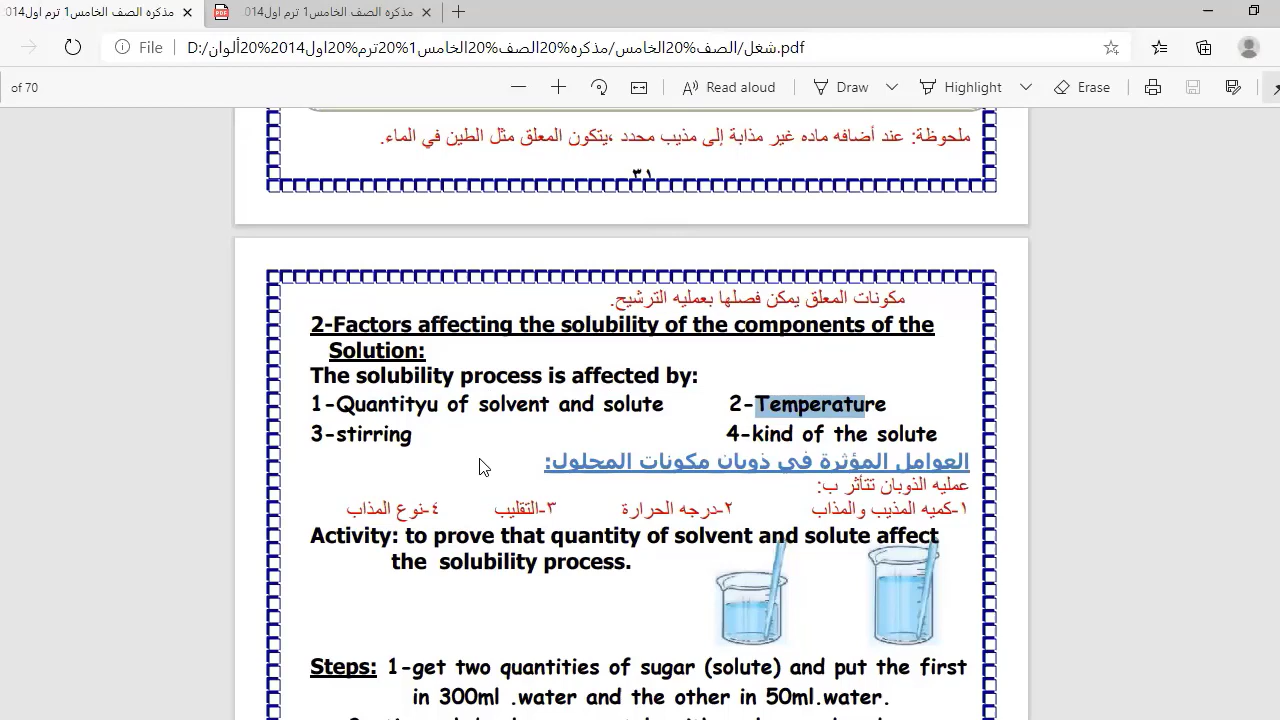 مذكره الصف الخامس1 ترم اول014
مذكره الصف الخامس1 ترم اول2014
File
D:/شغل/الصف%20الخامس/مذكره%20الصف%20الخامس1%20ترم%20اول2014%20ألوان.pdf
of 70
Read aloud
Draw
Highlight
Erase
ملحوظة: عند أضافه ماده غير مذابة إلى مذيب محدد ،يتكون المعلق مثل الطين في الماء.
٣١
مكونات المعلق يمكن فصلها بعمليه الترشيح.
2-Factors affecting the solubility of the components of the
Solution:
The solubility process is affected by:
1-Quantityu of solvent and solute 2-Temperature
3-stirring 4-kind of the solute
العوامل المؤثرة في ذوبان مكونات المحلول:
عمليه الذوبان تتأثر ب:
١-كميه المذيب والمذاب ٢-درجه الحرارة ٣-التقليب ٤-نوع المذاب
Activity: to prove that quantity of solvent and solute affect
the solubility process.
Steps: 1-get two quantities of sugar (solute) and put the first
in 300ml .water and the other in 50ml.water.